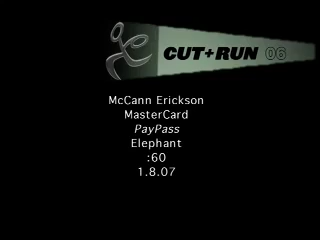 CUT+RUN 06
McCann Erickson
MasterCard
PayPass
Elephant
:60
1.8.07